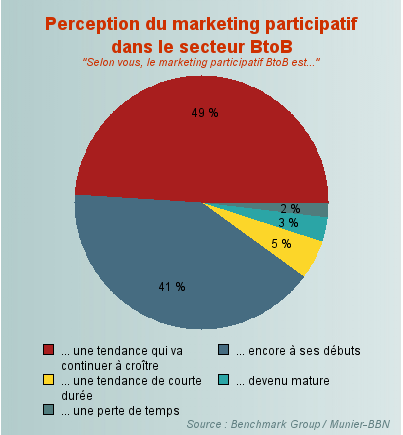 Perception du marketing participatif
dans le secteur BtoB
"Selon vous, le marketing participatif BtoB est..."
49 %
2 %
3 %
5 %
41 %
... une tendance qui va
continuer à croître
... encore à ses débuts
... une tendance de courte
durée
... devenu mature
... une perte de temps
Source : Benchmark Group / Munier-BBN